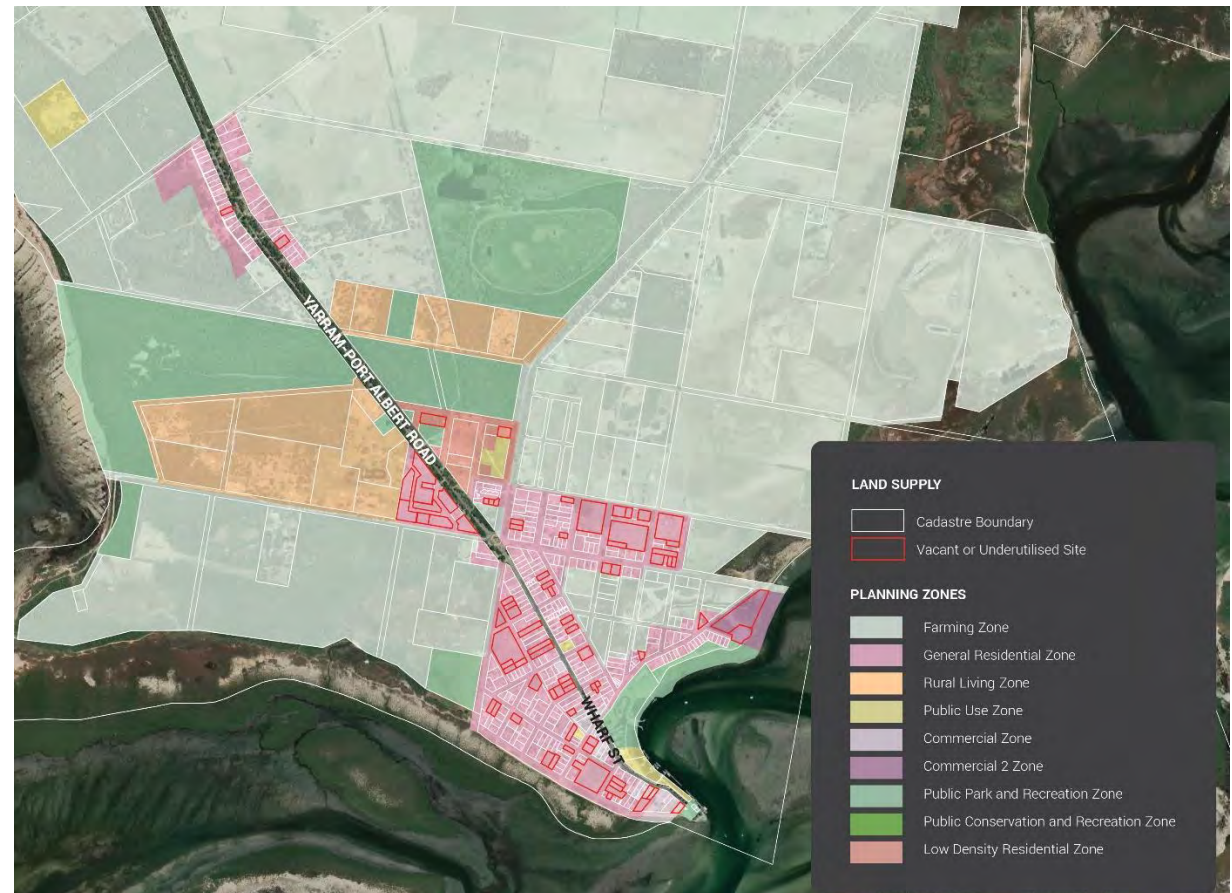 YARRAM-PORT ALBERT ROAD
WHARF ST
LAND SUPPLY
Cadastre Boundary
Vacant or Underutilised Site
PLANNING ZONES
Farming Zone
General Residential Zone
Rural Living Zone
Public Use Zone
Commercial Zone
Commercial 2 Zone
Public Park and Recreation Zone
Public Conservation and Recreation Zone
Low Density Residential Zone